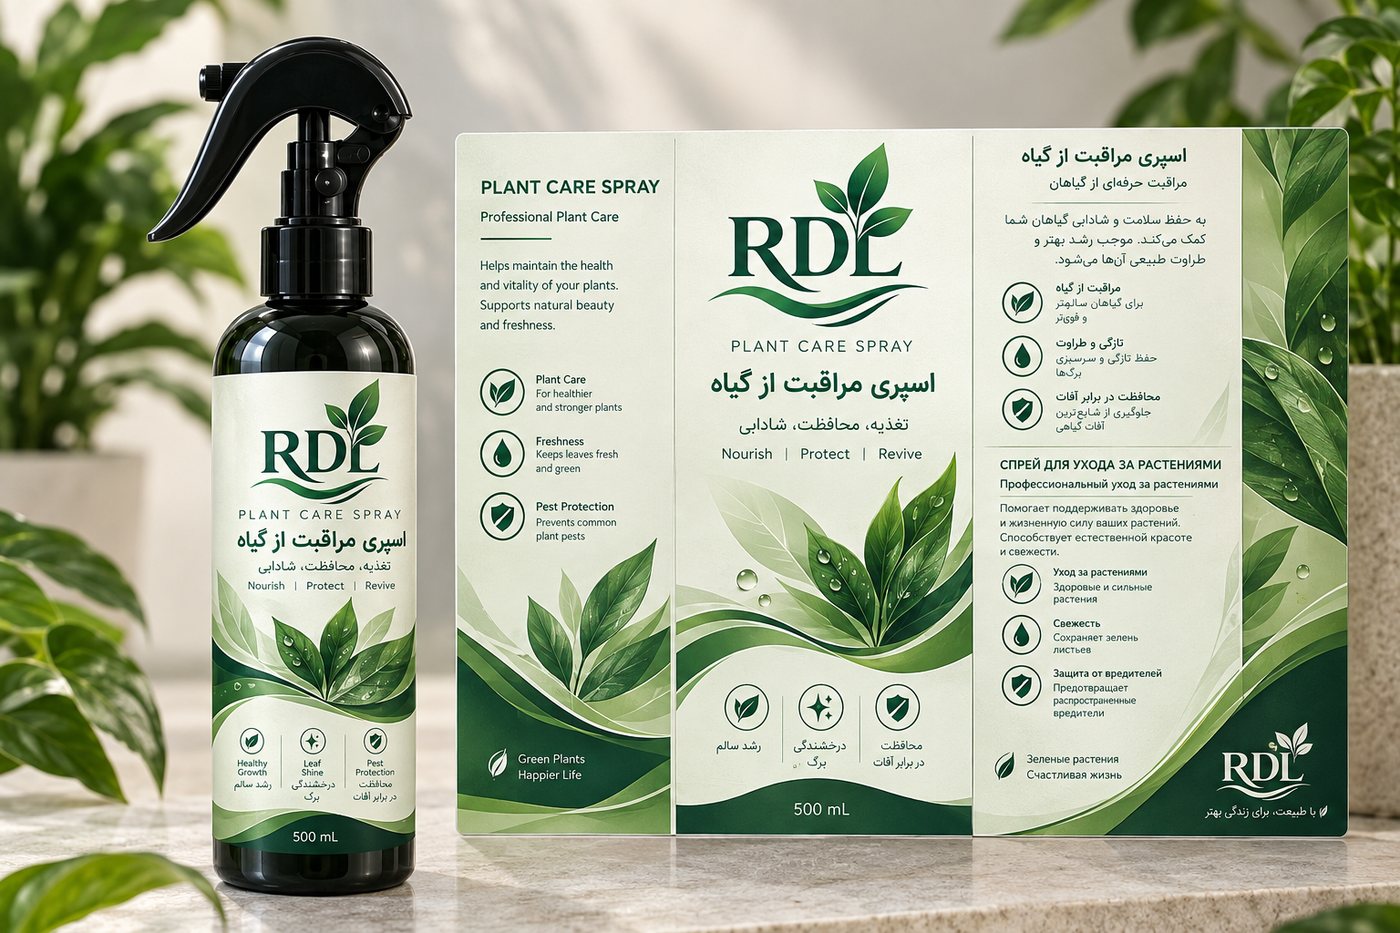 RDL
PLANT CARE SPRAY
اسپری مراقبت از گیاه
تغذیه، محافظت، شادابی
Nourish | Protect | Revive
Healthy
Growth
رشد سالم
Leaf
Shine
درخشندگی
برگ
Pest
Protection
محافظت
در برابر آفات
500 mL
PLANT CARE SPRAY
Professional Plant Care
Helps maintain the health
and vitality of your plants.
Supports natural beauty
and freshness.
Plant Care
For healthier
and stronger plants
Freshness
Keeps leaves fresh
and green
Pest Protection
Prevents common
plant pests
Green Plants
Happier Life
RDL
PLANT CARE SPRAY
اسپری مراقبت از گیاه
تغذیه، محافظت، شادابی
Nourish | Protect | Revive
رشد سالم
درخشندگی
برگ
محافظت
در برابر آفات
500 mL
اسپری مراقبت از گیاه
مراقبت حرفه‌ای از گیاهان
به حفظ سلامت و شادابی گیاهان شما
کمک می‌کند. موجب رشد بهتر و
طراوت طبیعی آن‌ها می‌شود.
مراقبت از گیاه
برای گیاهان سالم‌تر
و قوی‌تر
تازگی و طراوت
حفظ تازگی و سرسبزی
برگ‌ها
محافظت در برابر آفات
جلوگیری از شایع‌ترین
آفات گیاهی
СПРЕЙ ДЛЯ УХОДА ЗА РАСТЕНИЯМИ
Профессиональный уход за растениями
Помогает поддерживать здоровье
и жизненную силу ваших растений.
Способствует естественной красоте
и свежести.
Уход за растениями
Здоровые и сильные
растения
Свежесть
Сохраняет зелень
листьев
Защита от вредителей
Предотвращает
распространенные
вредители
Зеленые растения
Счастливая жизнь
RDL
با طبیعت، برای زندگی بهتر